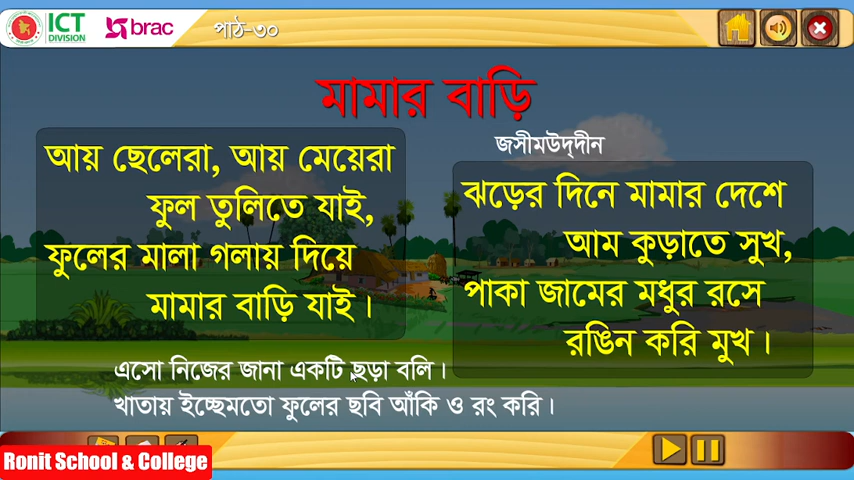 ICT
DIVISION
brac
পাঠ-৩০
মামার বাড়ি
জসীমউদ্‌দীন
আয় ছেলেরা, আয় মেয়েরা
ফুল তুলিতে যাই,
ফুলের মালা গলায় দিয়ে
মামার বাড়ি যাই।
ঝড়ের দিনে মামার দেশে
আম কুড়াতে সুখ,
পাকা জামের মধুর রসে
রঙিন করি মুখ।
এসো নিজের জানা একটি ছড়া বলি।
খাতায় ইচ্ছেমতো ফুলের ছবি আঁকি ও রং করি।
Ronit School & College